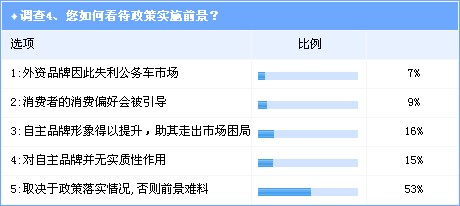 ♦调查4、您如何看待政策实施前景？
选项 比例
1:外资品牌因此失利公务车市场 7%
2:消费者的消费偏好会被引导 9%
3:自主品牌形象得以提升，助其走出市场困局 16%
4:对自主品牌并无实质性作用 15%
5:取决于政策落实情况,否则前景难料 53%